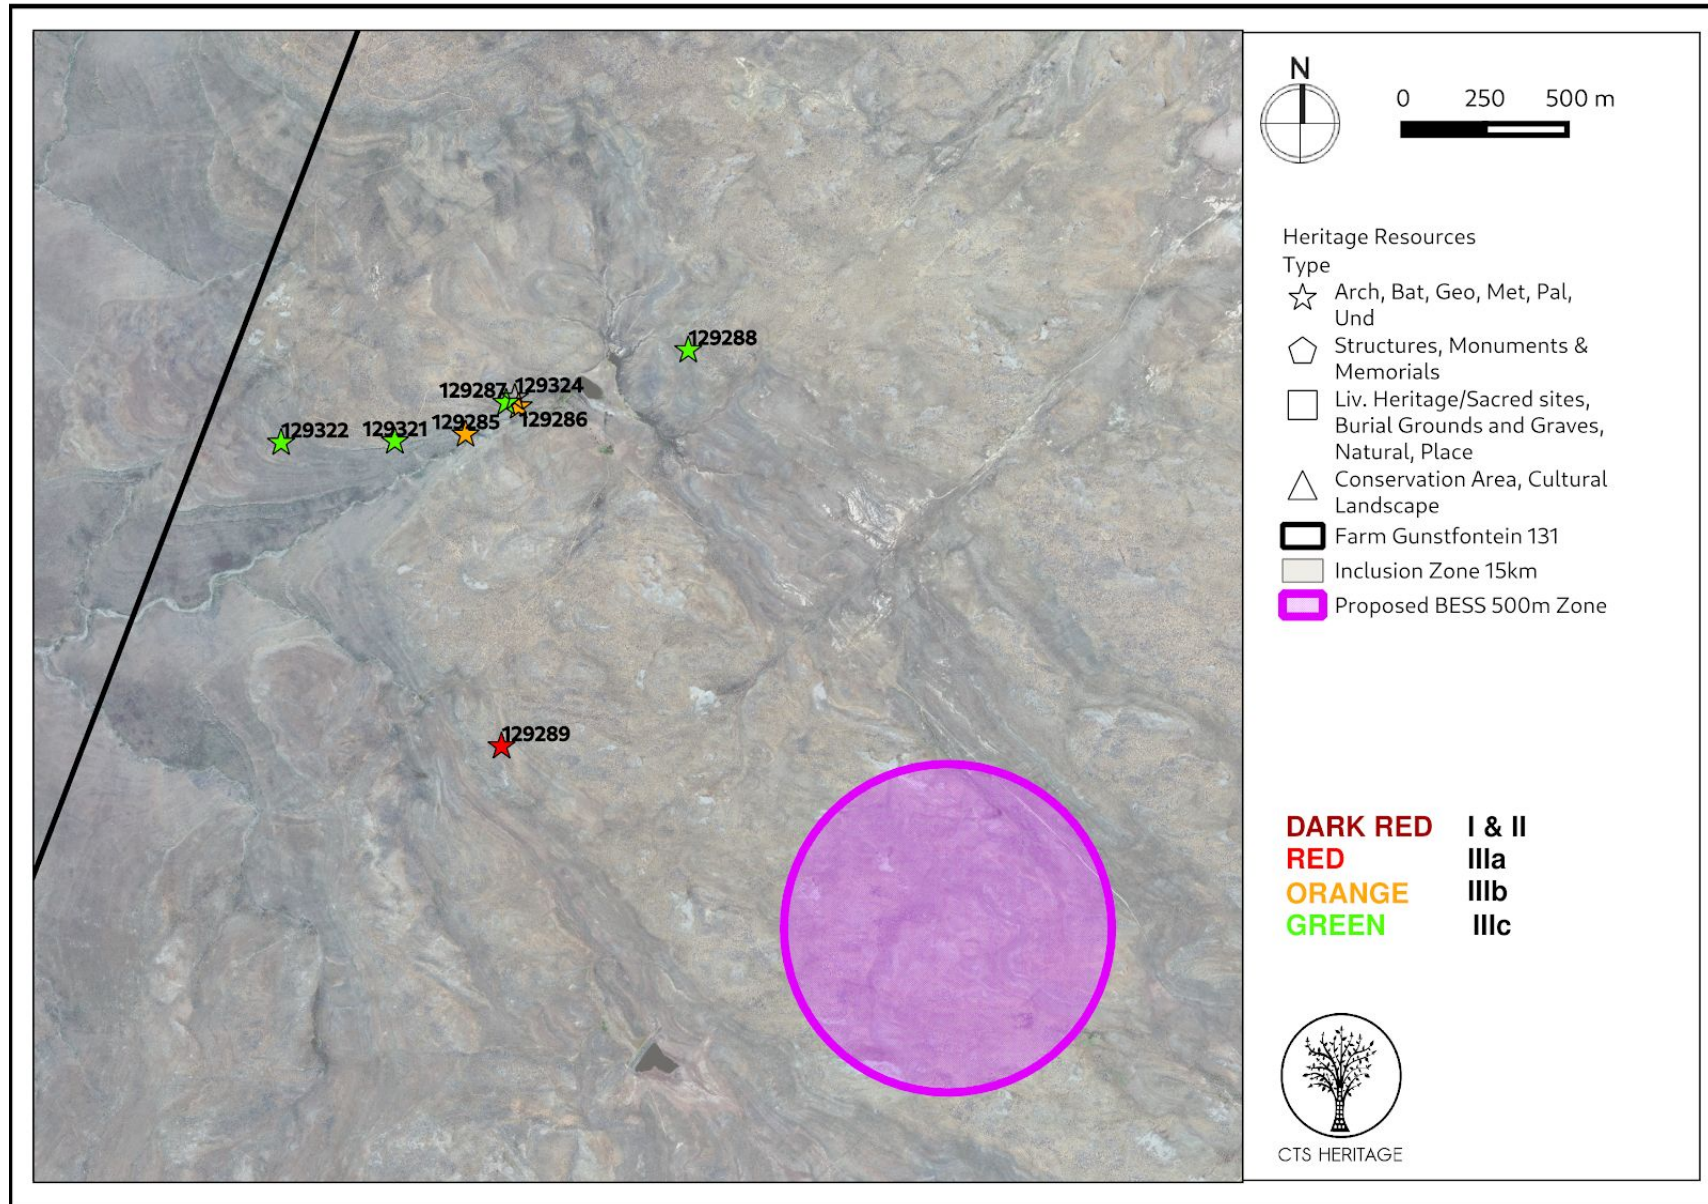 129288
129287
129324
129286
129285
129321
129322
129289
N
0 250 500 m
Heritage Resources
Type
Arch, Bat, Geo, Met, Pal,
Und
Structures, Monuments &
Memorials
Liv. Heritage/Sacred sites,
Burial Grounds and Graves,
Natural, Place
Conservation Area, Cultural
Landscape
Farm Gunstfontein 131
Inclusion Zone 15km
Proposed BESS 500m Zone
DARK RED I & II
RED IIIa
ORANGE IIIb
GREEN IIIc
CTS HERITAGE